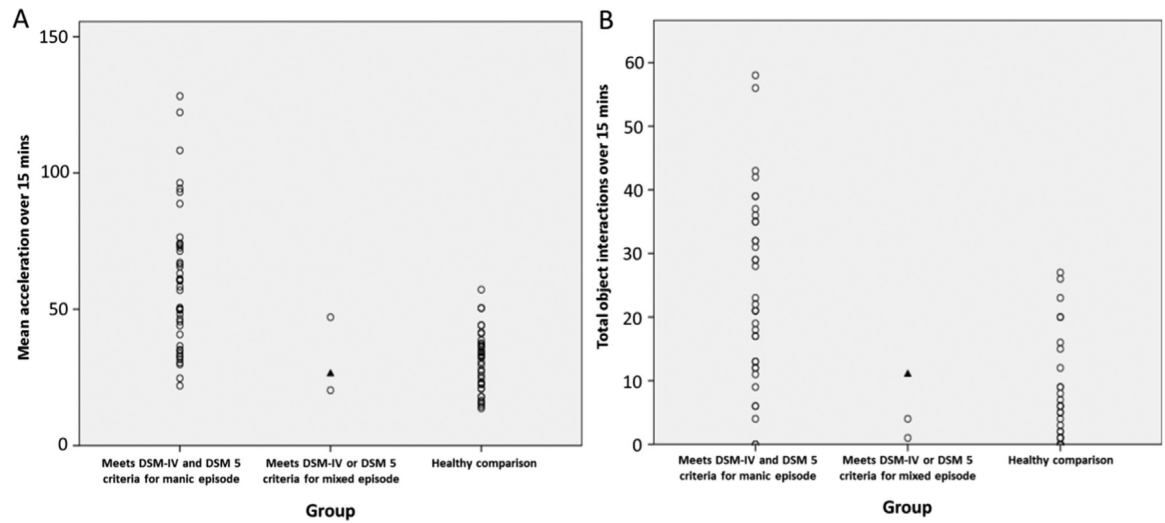 A
Mean acceleration over 15 mins
150
100
50
0
Meets DSM-IV and DSM 5
criteria for manic episode
Meets DSM-IV or DSM 5
criteria for mixed episode
Healthy comparison
Group
B
Total object interactions over 15 mins
60
50
40
30
20
10
0
Meets DSM-IV and DSM 5
criteria for manic episode
Meets DSM-IV or DSM 5
criteria for mixed episode
Healthy comparison
Group